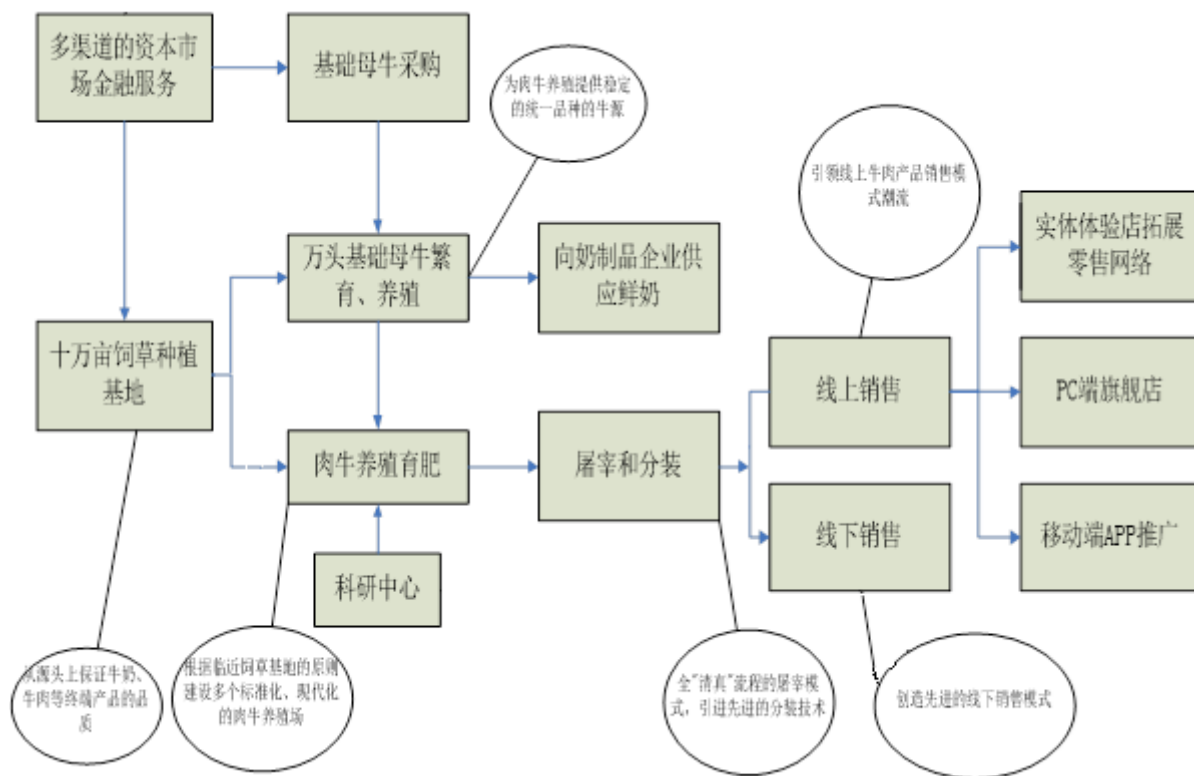 多渠道的资本市
场金融服务
基础母牛采购
为肉牛养殖提供稳定
的统一品种的牛源
引领线上牛肉产品销售模
式潮流
实体体验店拓展
零售网络
万头基础母牛繁
育、养殖
向奶制品企业供
应鲜奶
十万亩饲草种植
基地
线上销售
PC端旗舰店
肉牛养殖育肥
屠宰和分装
线下销售
移动端APP推广
科研中心
从源头上保证牛奶、
牛肉等终端产品的品
质
根据临近饲草基地的原则
建设多个标准化、现代化
的肉牛养殖场
全"清真"流程的屠宰模
式，引进先进的分装技术
创造先进的线下销售模式